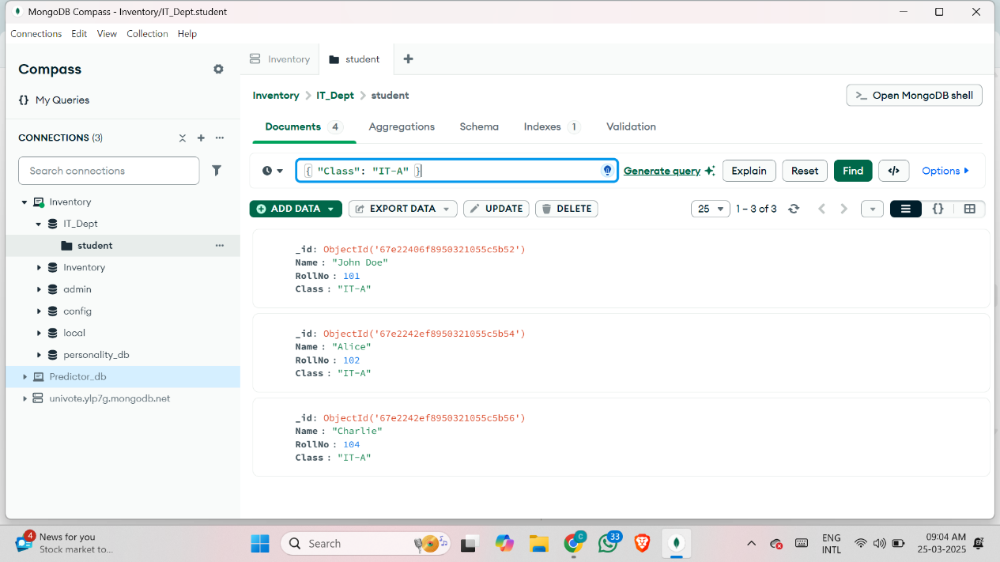 MongoDB Compass - Inventory/IT_Dept.student
Connections Edit View Collection Help
Compass
{} My Queries
CONNECTIONS (3)
Search connections
Inventory
IT_Dept
student
Inventory
admin
config
local
personality_db
Predictor_db
univote.ylp7g.mongodb.net
Inventory student
Inventory > IT_Dept > student
>_ Open MongoDB shell
Documents 4 Aggregations Schema Indexes 1 Validation
{ "Class": "IT-A" }
Generate query Explain Reset Find </> Options
ADD DATA EXPORT DATA UPDATE DELETE 25 1 – 3 of 3 {}
_id: ObjectId('67e22406f8950321055c5b52')
Name : "John Doe"
RollNo : 101
Class : "IT-A"
_id: ObjectId('67e2242ef8950321055c5b54')
Name : "Alice"
RollNo : 102
Class : "IT-A"
_id: ObjectId('67e2242ef8950321055c5b56')
Name : "Charlie"
RollNo : 104
Class : "IT-A"
4 News for you
Stock market to...
Search
C
33
ENG
INTL
09:04 AM
25-03-2025